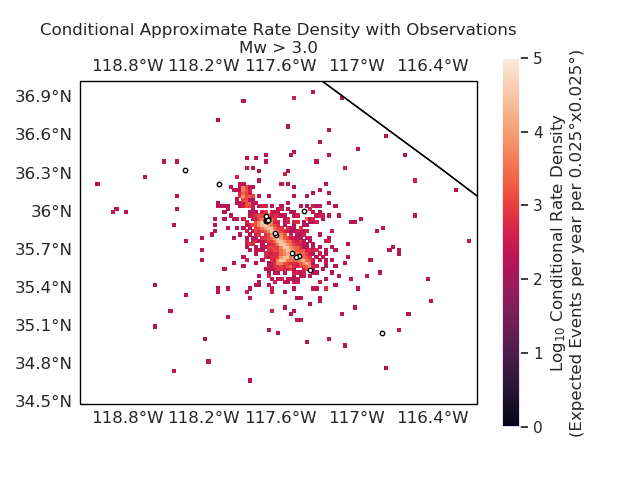 Conditional Approximate Rate Density with Observations
Mw > 3.0
118.8°W 118.2°W 117.6°W 117°W 116.4°W
36.9°N
36.6°N
36.3°N
36°N
35.7°N
35.4°N
35.1°N
34.8°N
34.5°N
118.8°W 118.2°W 117.6°W 117°W 116.4°W
5
4
3
2
1
0
Log₁₀ Conditional Rate Density
(Expected Events per year per 0.025°x0.025°)